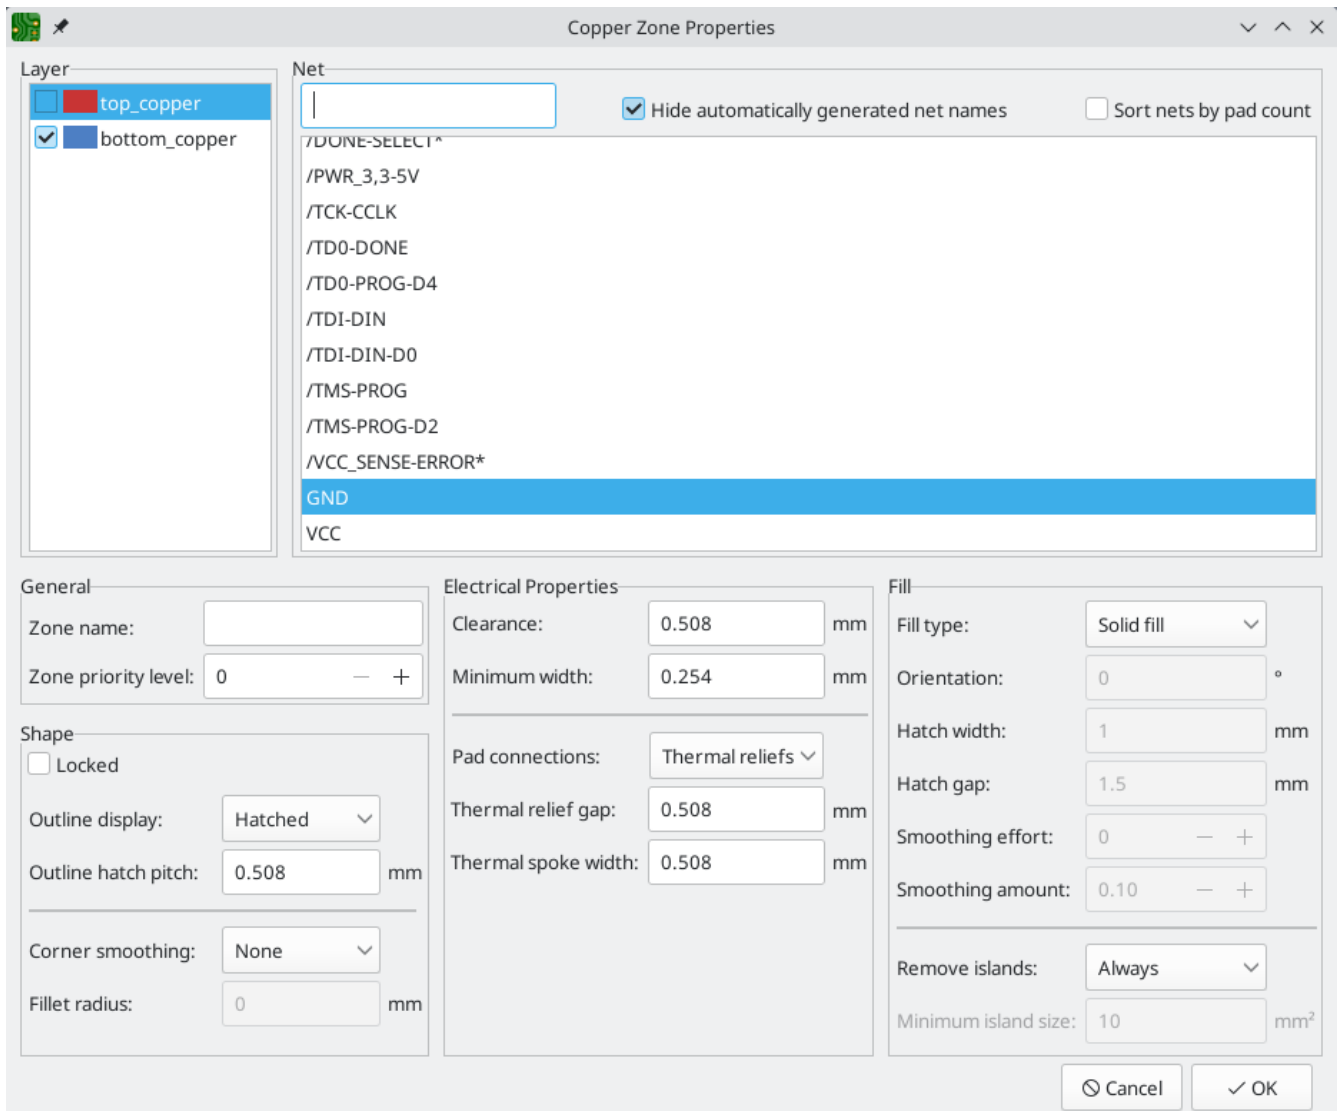 Copper Zone Properties
Layer
top_copper
bottom_copper
Net
Hide automatically generated net names
Sort nets by pad count
/DONE-SELECT*
/PWR_3,3-5V
/TCK-CCLK
/TD0-DONE
/TD0-PROG-D4
/TDI-DIN
/TDI-DIN-D0
/TMS-PROG
/TMS-PROG-D2
/VCC_SENSE-ERROR*
GND
VCC
General
Zone name:
Zone priority level: 0
Shape
Locked
Outline display: Hatched
Outline hatch pitch: 0.508 mm
Corner smoothing: None
Fillet radius: 0 mm
Electrical Properties
Clearance: 0.508 mm
Minimum width: 0.254 mm
Pad connections: Thermal reliefs
Thermal relief gap: 0.508 mm
Thermal spoke width: 0.508 mm
Fill
Fill type: Solid fill
Orientation: 0 °
Hatch width: 1 mm
Hatch gap: 1.5 mm
Smoothing effort: 0
Smoothing amount: 0.10
Remove islands: Always
Minimum island size: 10 mm²
Cancel
OK